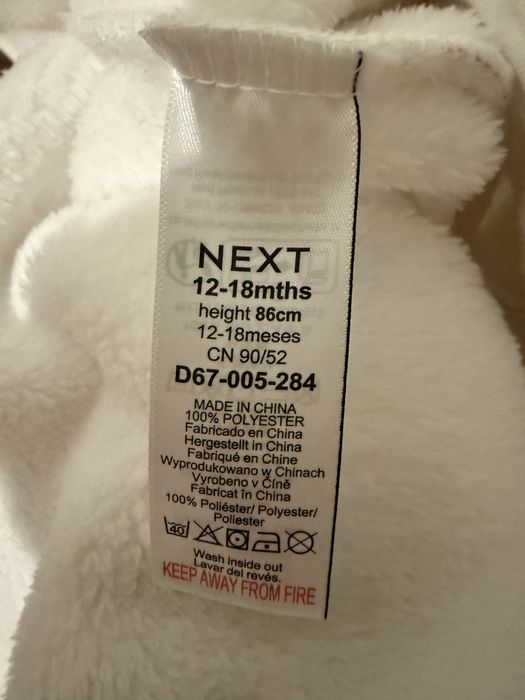 NEXT
12-18mths
height 86cm
12-18meses
CN 90/52
D67-005-284
MADE IN CHINA
100% POLYESTER
Fabricado en China
Hergestellt in China
Fabriqué en Chine
Wyprodukowano w Chinach
Vyrobeno v Číně
Fabricat în China
100% Poliéster/ Polyester/
Poliester
40
Wash inside out
Lavar del revés.
KEEP AWAY FROM FIRE